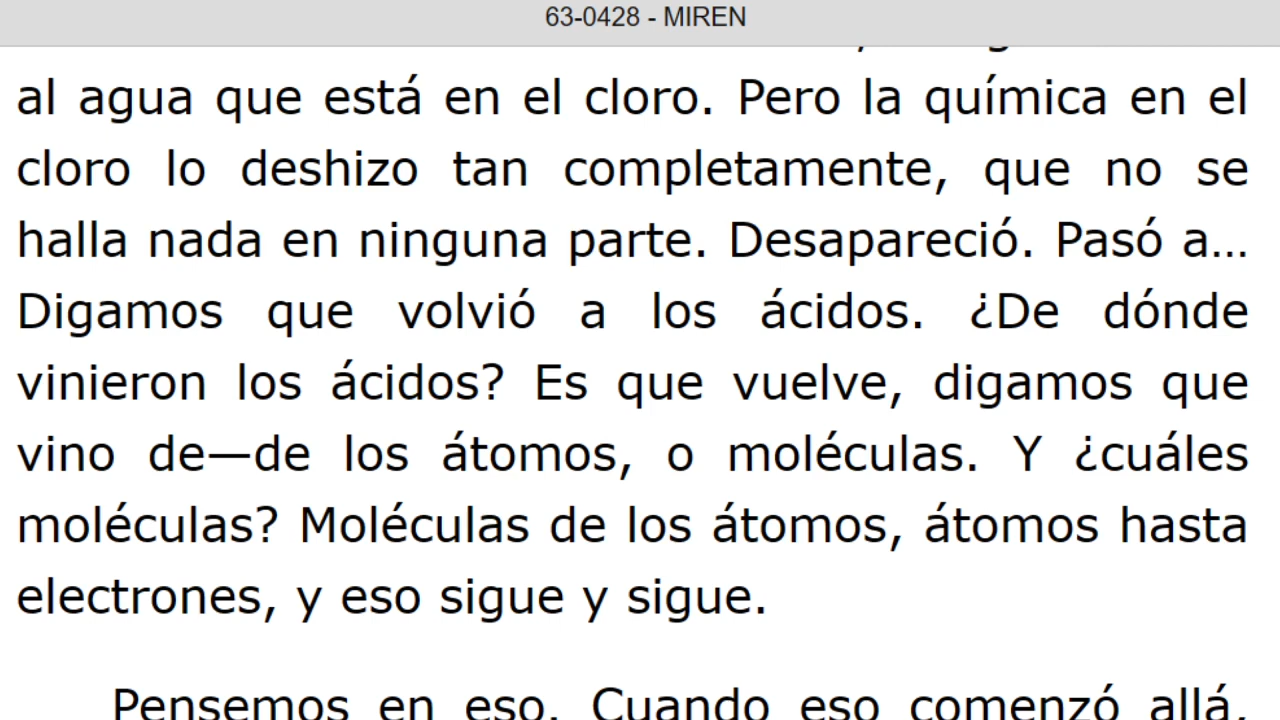 63-0428 - MIREN
al agua que está en el cloro. Pero la química en el
cloro lo deshizo tan completamente, que no se
halla nada en ninguna parte. Desapareció. Pasó a…
Digamos que volvió a los ácidos. ¿De dónde
vinieron los ácidos? Es que vuelve, digamos que
vino de—de los átomos, o moléculas. Y ¿cuáles
moléculas? Moléculas de los átomos, átomos hasta
electrones, y eso sigue y sigue.
Pensemos en eso. Cuando eso comenzó allá,